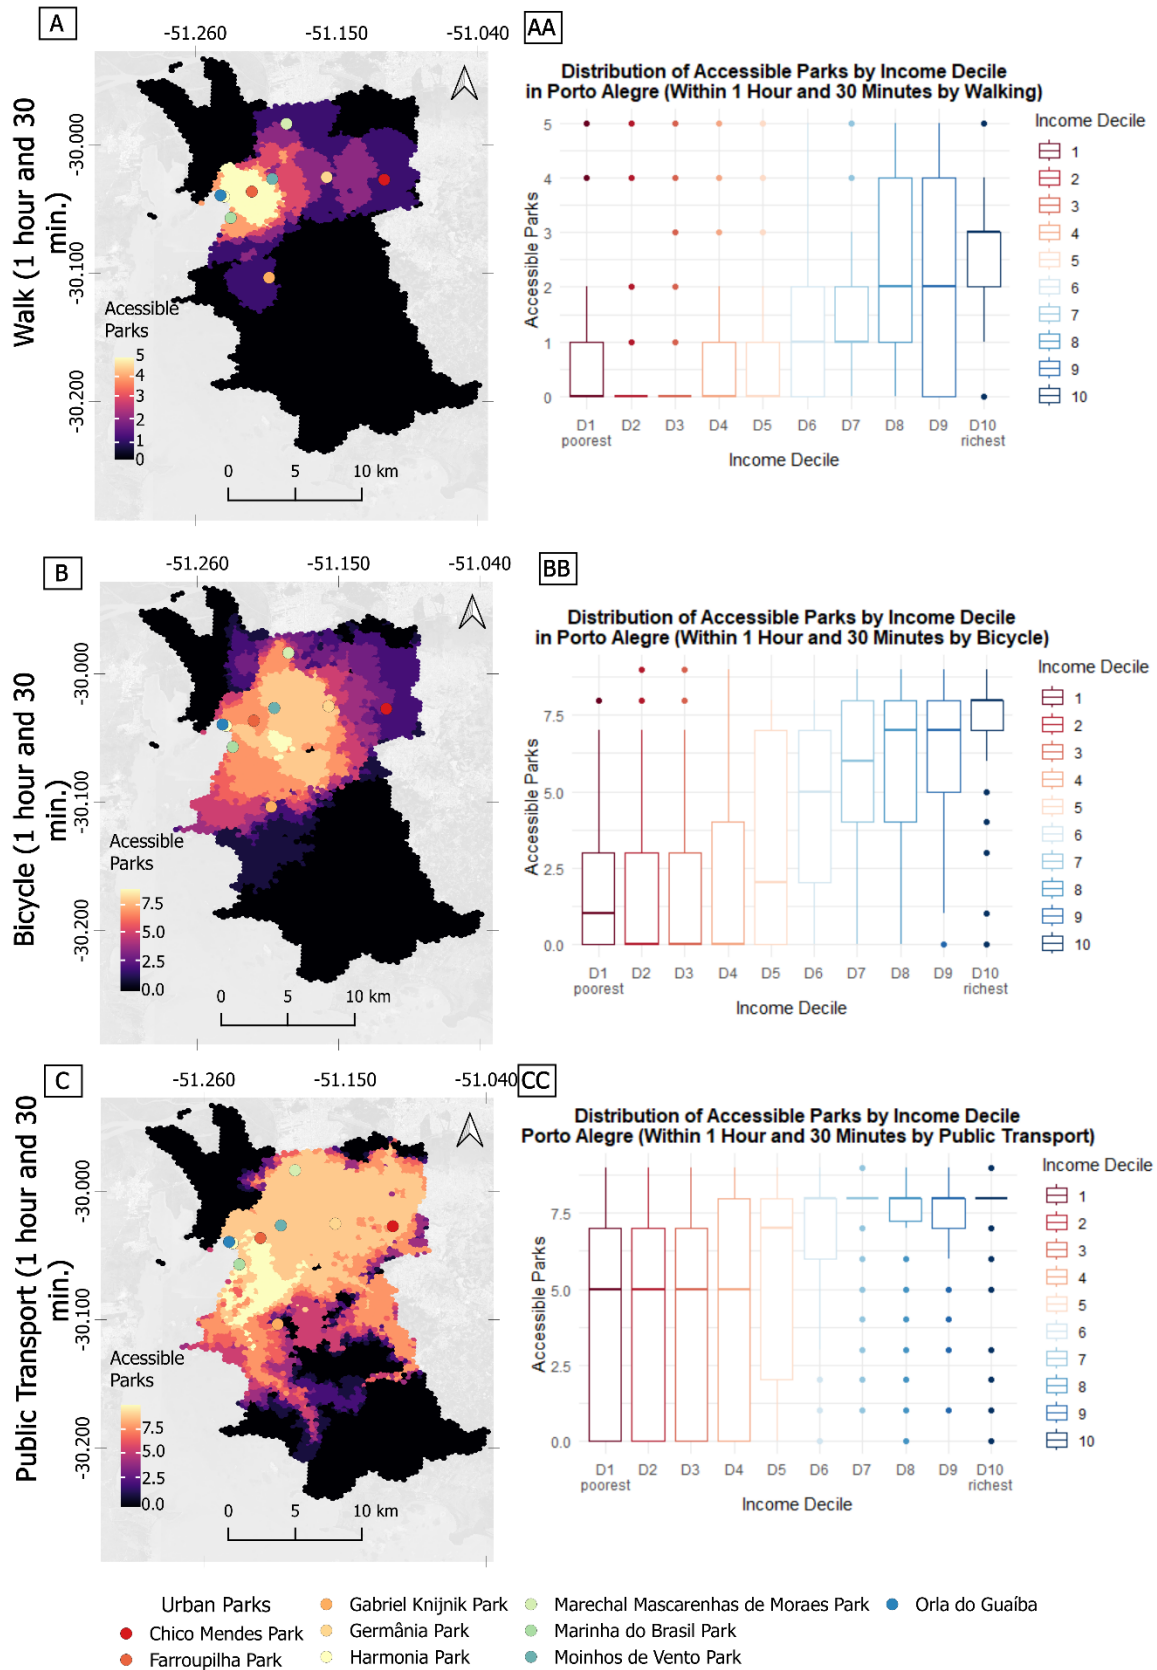 A
-51.260 -51.150 -51.040
-30.000
-30.100
-30.200
Walk (1 hour and 30
min.)
Acessible
Parks
5
4
3
2
1
0
0 5 10 km
AA
Distribution of Accessible Parks by Income Decile
in Porto Alegre (Within 1 Hour and 30 Minutes by Walking)
Accessible Parks
5
4
3
2
1
0
D1 D2 D3 D4 D5 D6 D7 D8 D9 D10
poorest richest
Income Decile
Income Decile
1
2
3
4
5
6
7
8
9
10
B
-51.260 -51.150 -51.040
-30.000
-30.100
-30.200
Bicycle (1 hour and 30
min.)
Acessible
Parks
7.5
5.0
2.5
0.0
0 5 10 km
BB
Distribution of Accessible Parks by Income Decile
in Porto Alegre (Within 1 Hour and 30 Minutes by Bicycle)
Accessible Parks
7.5
5.0
2.5
0.0
D1 D2 D3 D4 D5 D6 D7 D8 D9 D10
poorest richest
Income Decile
Income Decile
1
2
3
4
5
6
7
8
9
10
C
-51.260 -51.150 -51.040
-30.000
-30.100
-30.200
Public Transport (1 hour and 30
min.)
Acessible
Parks
7.5
5.0
2.5
0.0
0 5 10 km
CC
Distribution of Accessible Parks by Income Decile
Porto Alegre (Within 1 Hour and 30 Minutes by Public Transport)
Accessible Parks
7.5
5.0
2.5
0.0
D1 D2 D3 D4 D5 D6 D7 D8 D9 D10
poorest richest
Income Decile
Income Decile
1
2
3
4
5
6
7
8
9
10
Urban Parks
Chico Mendes Park
Farroupilha Park
Gabriel Knijnik Park
Germânia Park
Harmonia Park
Marechal Mascarenhas de Moraes Park
Marinha do Brasil Park
Moinhos de Vento Park
Orla do Guaíba